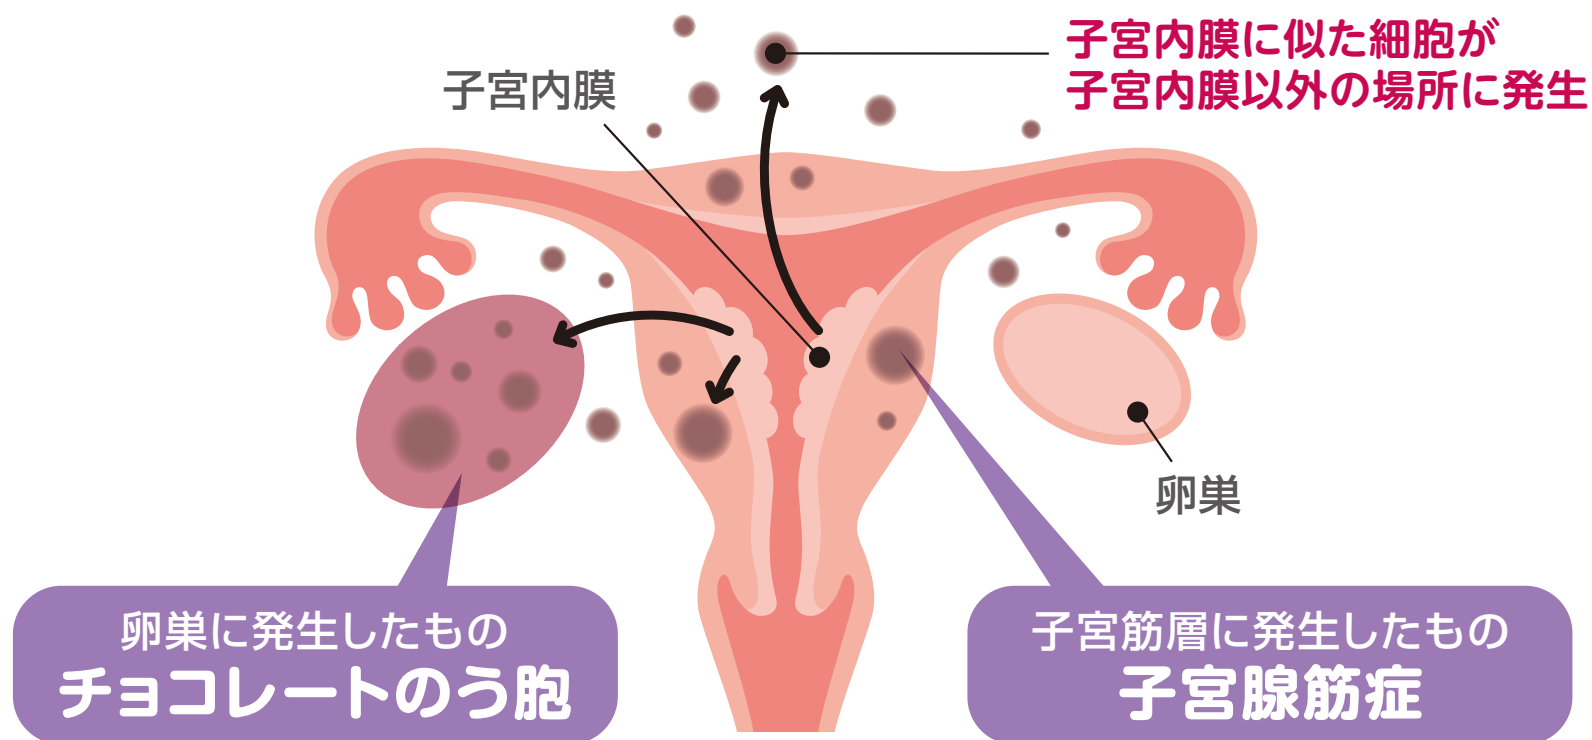 子宮内膜に似た細胞が
子宮内膜以外の場所に発生
子宮内膜
卵巣
卵巣に発生したもの
チョコレートのう胞
子宮筋層に発生したもの
子宮腺筋症